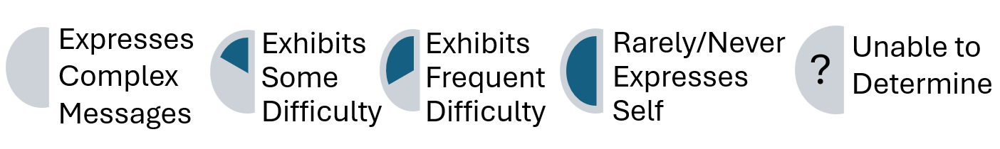 Expresses
Complex
Messages
Exhibits
Some
Difficulty
Exhibits
Frequent
Difficulty
Rarely/Never
Expresses
Self
?
Unable to
Determine